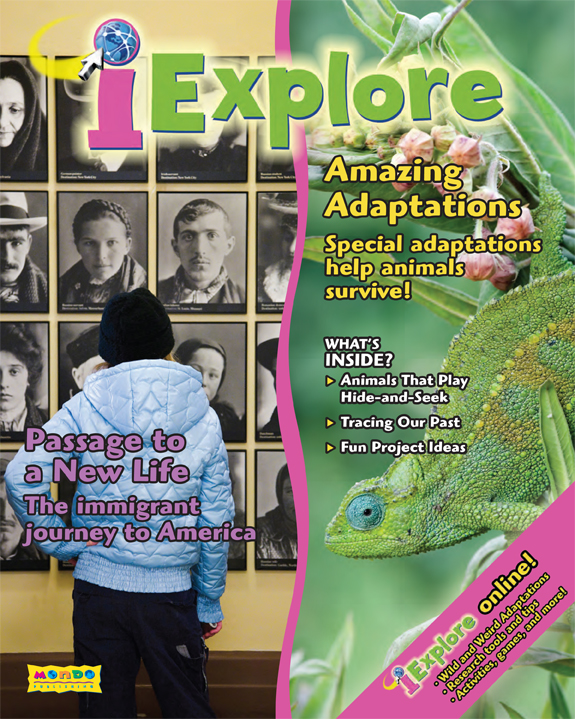 iExplore
Amazing
Adaptations
Special adaptations
help animals
survive!
WHAT'S
INSIDE?
Animals That Play
Hide-and-Seek
Tracing Our Past
Fun Project Ideas
Passage to
a New Life
The immigrant
journey to America
iExplore online!
• Wild and Weird Adaptations
• Research tools and tips
• Activities, games, and more!
MONDO
PUBLISHING